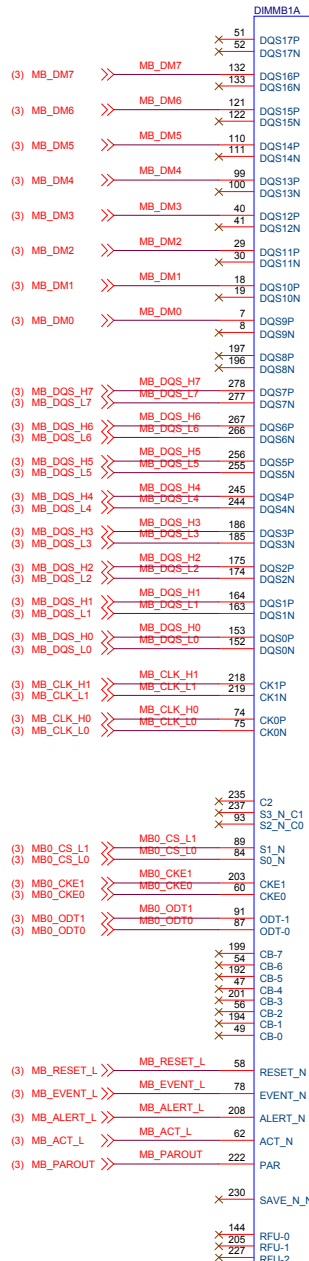 DIMMB1A
51 DQS17P
52 DQS17N
(3) MB_DM7 MB_DM7 132 DQS16P
133 DQS16N
(3) MB_DM6 MB_DM6 121 DQS15P
122 DQS15N
(3) MB_DM5 MB_DM5 110 DQS14P
111 DQS14N
(3) MB_DM4 MB_DM4 99 DQS13P
100 DQS13N
(3) MB_DM3 MB_DM3 40 DQS12P
41 DQS12N
(3) MB_DM2 MB_DM2 29 DQS11P
30 DQS11N
(3) MB_DM1 MB_DM1 18 DQS10P
19 DQS10N
(3) MB_DM0 MB_DM0 7 DQS9P
8 DQS9N
197 DQS8P
196 DQS8N
(3) MB_DQS_H7 MB_DQS_H7 278 DQS7P
(3) MB_DQS_L7 MB_DQS_L7 277 DQS7N
(3) MB_DQS_H6 MB_DQS_H6 267 DQS6P
(3) MB_DQS_L6 MB_DQS_L6 266 DQS6N
(3) MB_DQS_H5 MB_DQS_H5 256 DQS5P
(3) MB_DQS_L5 MB_DQS_L5 255 DQS5N
(3) MB_DQS_H4 MB_DQS_H4 245 DQS4P
(3) MB_DQS_L4 MB_DQS_L4 244 DQS4N
(3) MB_DQS_H3 MB_DQS_H3 186 DQS3P
(3) MB_DQS_L3 MB_DQS_L3 185 DQS3N
(3) MB_DQS_H2 MB_DQS_H2 175 DQS2P
(3) MB_DQS_L2 MB_DQS_L2 174 DQS2N
(3) MB_DQS_H1 MB_DQS_H1 164 DQS1P
(3) MB_DQS_L1 MB_DQS_L1 163 DQS1N
(3) MB_DQS_H0 MB_DQS_H0 153 DQS0P
(3) MB_DQS_L0 MB_DQS_L0 152 DQS0N
(3) MB_CLK_H1 MB_CLK_H1 218 CK1P
(3) MB_CLK_L1 MB_CLK_L1 219 CK1N
(3) MB_CLK_H0 MB_CLK_H0 74 CK0P
(3) MB_CLK_L0 MB_CLK_L0 75 CK0N
235 C2
237 S3_N_C1
93 S2_N_C0
(3) MB0_CS_L1 MB0_CS_L1 89 S1_N
(3) MB0_CS_L0 MB0_CS_L0 84 S0_N
(3) MB0_CKE1 MB0_CKE1 203 CKE1
(3) MB0_CKE0 MB0_CKE0 60 CKE0
(3) MB0_ODT1 MB0_ODT1 91 ODT-1
(3) MB0_ODT0 MB0_ODT0 87 ODT-0
199 CB-7
54 CB-6
192 CB-5
47 CB-4
201 CB-3
56 CB-2
194 CB-1
49 CB-0
(3) MB_RESET_L MB_RESET_L 58 RESET_N
(3) MB_EVENT_L MB_EVENT_L 78 EVENT_N
(3) MB_ALERT_L MB_ALERT_L 208 ALERT_N
(3) MB_ACT_L MB_ACT_L 62 ACT_N
(3) MB_PAROUT MB_PAROUT 222 PAR
230 SAVE_N_N
144 RFU-0
205 RFU-1
227 RFU-2